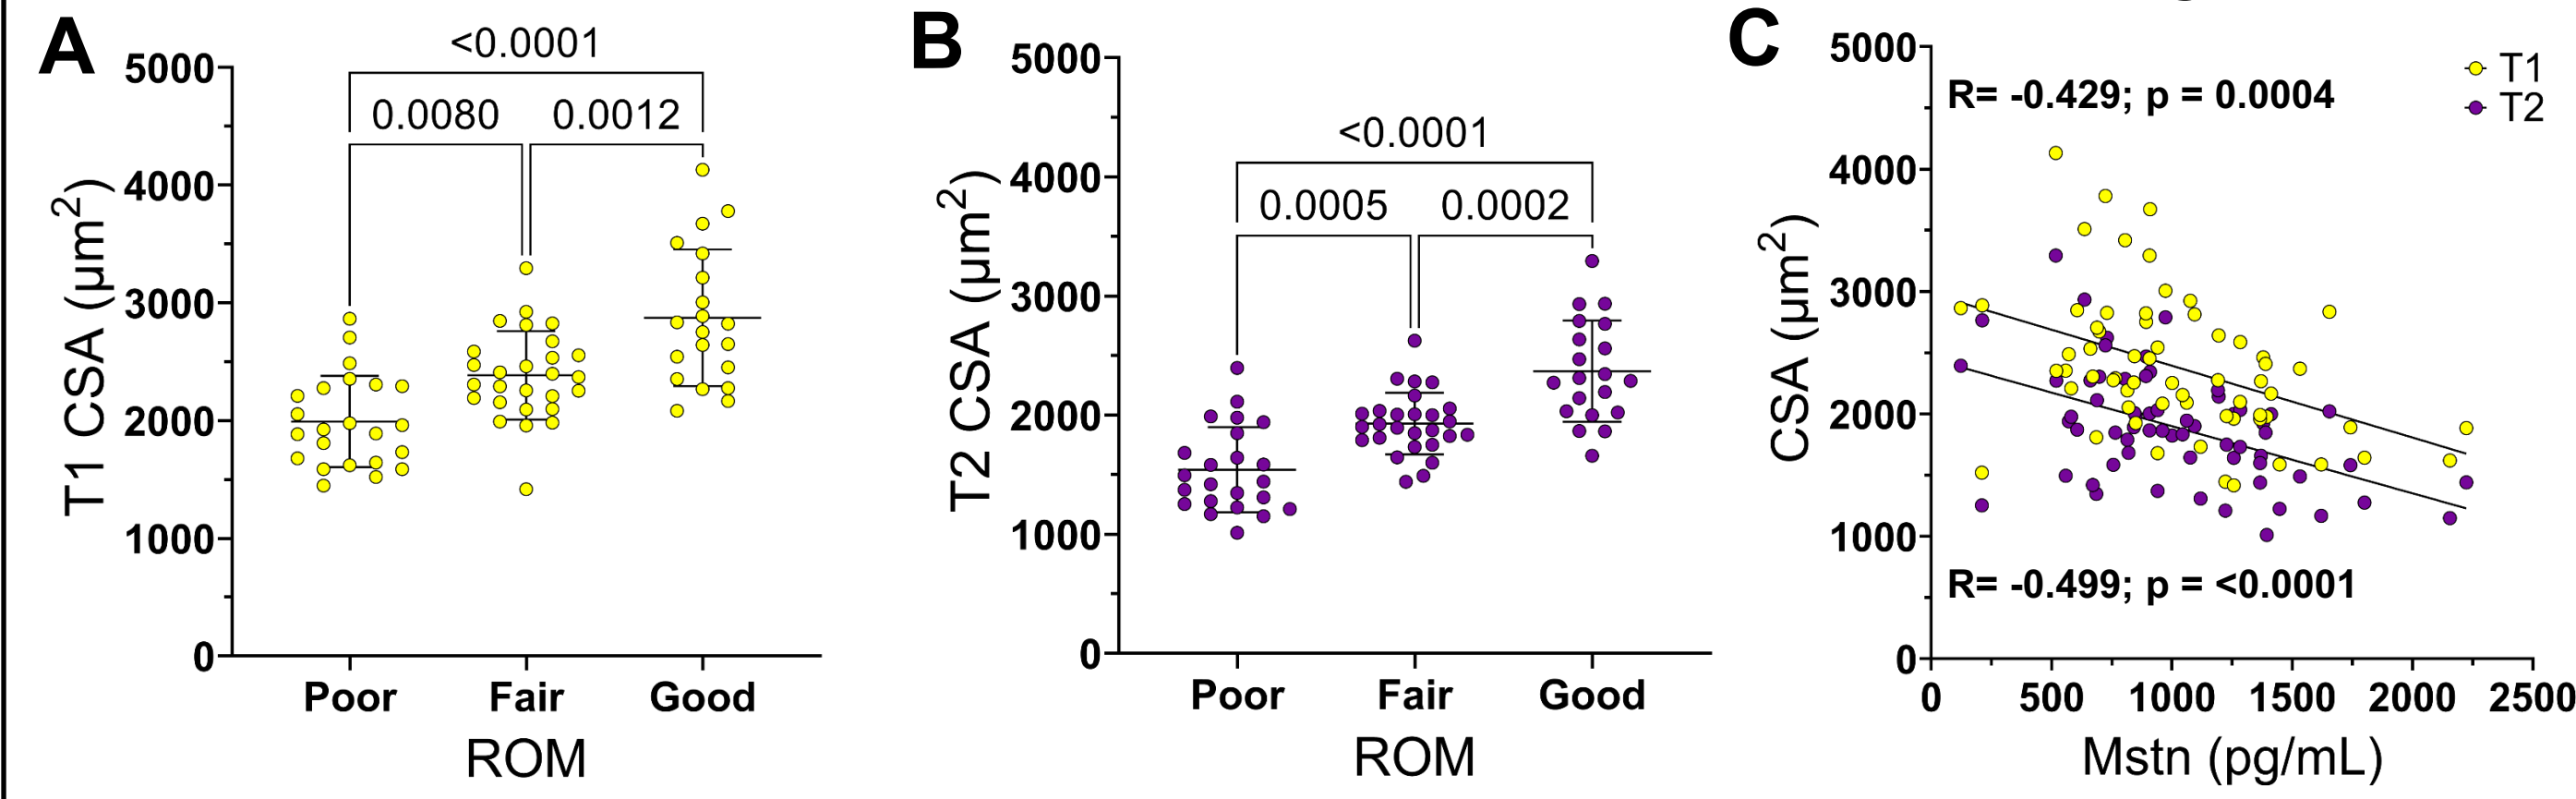 A
<0.0001
0.0080 0.0012
5000
4000
3000
2000
1000
0
T1 CSA (µm²)
Poor Fair Good
ROM
B
<0.0001
0.0005 0.0002
5000
4000
3000
2000
1000
0
T2 CSA (µm²)
Poor Fair Good
ROM
C
T1
T2
R= -0.429; p = 0.0004
R= -0.499; p = <0.0001
5000
4000
3000
2000
1000
0
CSA (µm²)
0 500 1000 1500 2000 2500
Mstn (pg/mL)